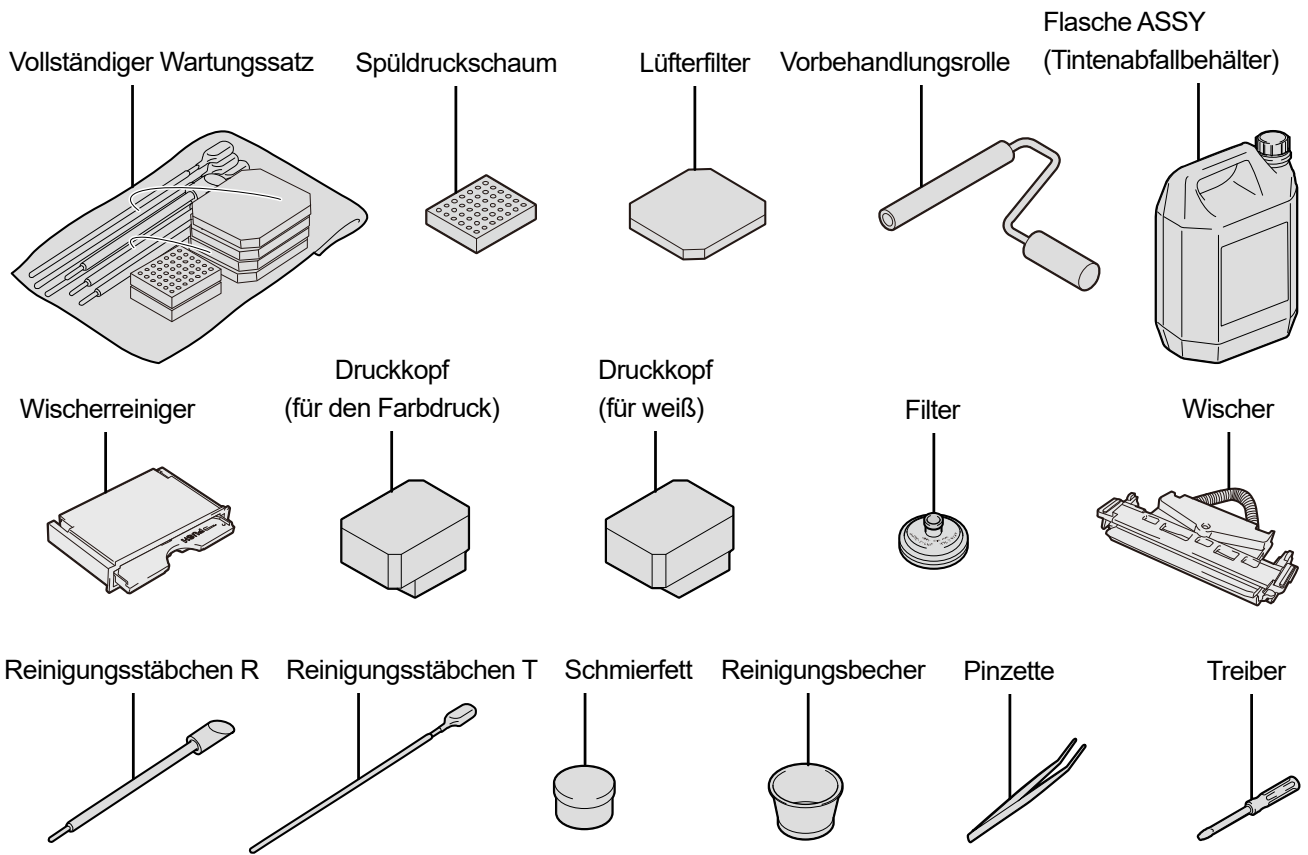 Vollständiger Wartungssatz
Spüldruckschaum
Lüfterfilter
Vorbehandlungsrolle
Flasche ASSY
(Tintenabfallbehälter)
Wischerreiniger
Druckkopf
(für den Farbdruck)
Druckkopf
(für weiß)
Filter
Wischer
PUSH
Reinigungsstäbchen R
Reinigungsstäbchen T
Schmierfett
Reinigungsbecher
Pinzette
Treiber